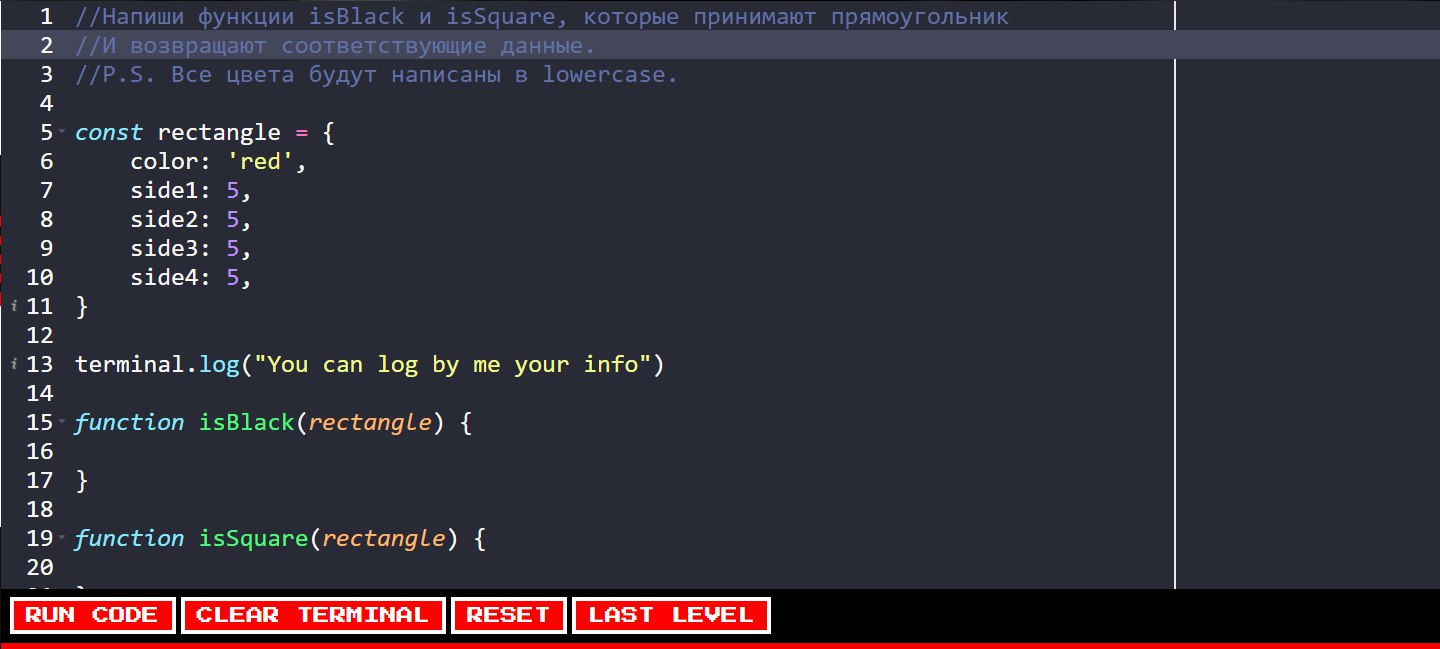 1 //Напиши функции isBlack и isSquare, которые принимают прямоугольник
2 //И возвращают соответствующие данные.
3 //P.S. Все цвета будут написаны в lowercase.
4
5 const rectangle = {
6 color: 'red',
7 side1: 5,
8 side2: 5,
9 side3: 5,
10 side4: 5,
11 }
12
13 terminal.log("You can log by me your info")
14
15 function isBlack(rectangle) {
16
17 }
18
19 function isSquare(rectangle) {
20
RUN CODE CLEAR TERMINAL RESET LAST LEVEL